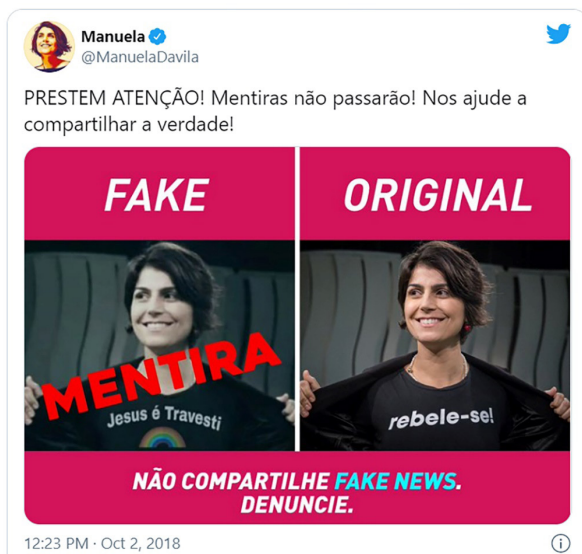 Manuela
@ManuelaDavila
PRESTEM ATENÇÃO! Mentiras não passarão! Nos ajude a
compartilhar a verdade!
FAKE
ORIGINAL
MENTIRA
Jesus é Travesti
rebele-se!
NÃO COMPARTILHE FAKE NEWS.
DENUNCIE.
12:23 PM · Oct 2, 2018